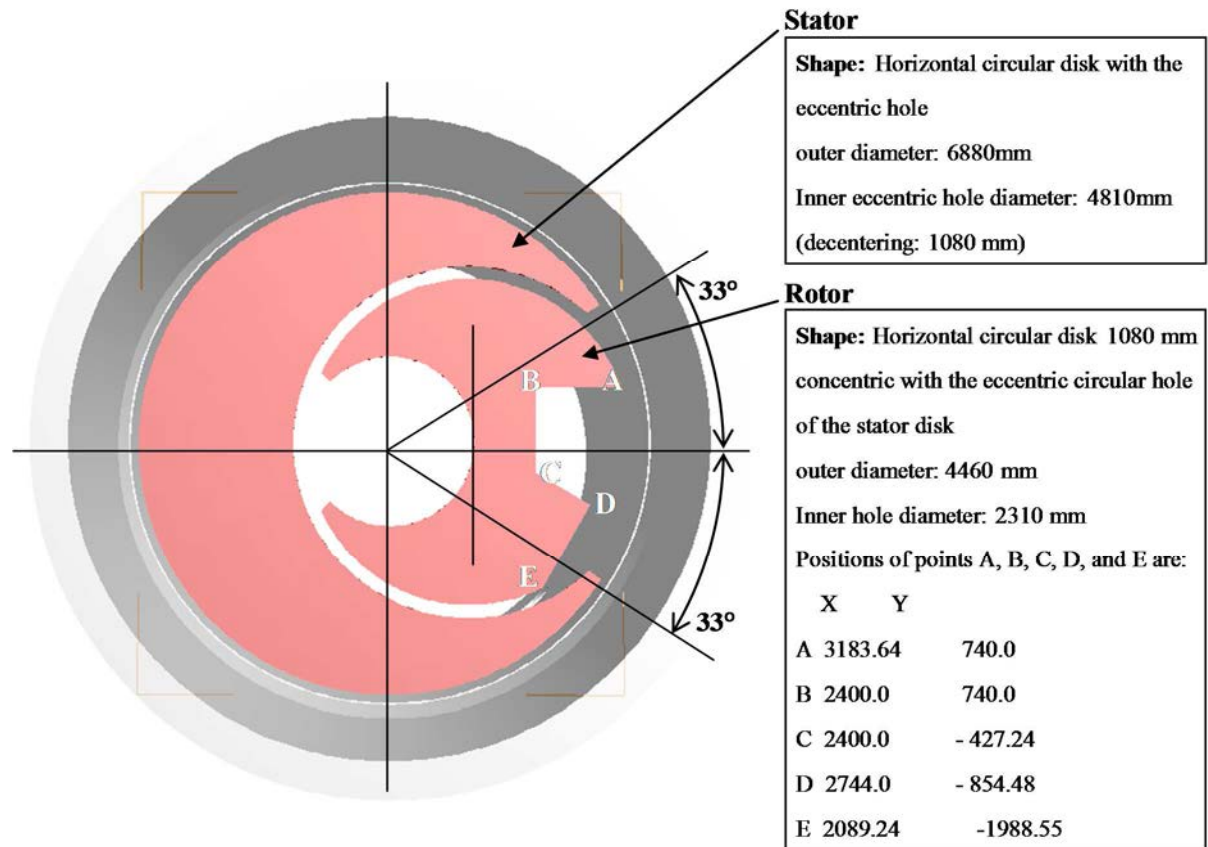 Stator
Shape: Horizontal circular disk with the
eccentric hole
outer diameter: 6880mm
Inner eccentric hole diameter: 4810mm
(decentering: 1080 mm)
33°
Rotor
Shape: Horizontal circular disk 1080 mm
concentric with the eccentric circular hole
of the stator disk
outer diameter: 4460 mm
Inner hole diameter: 2310 mm
Positions of points A, B, C, D, and E are:
X Y
A 3183.64 740.0
B 2400.0 740.0
C 2400.0 - 427.24
D 2744.0 - 854.48
E 2089.24 -1988.55
B A
C
D
E
33°